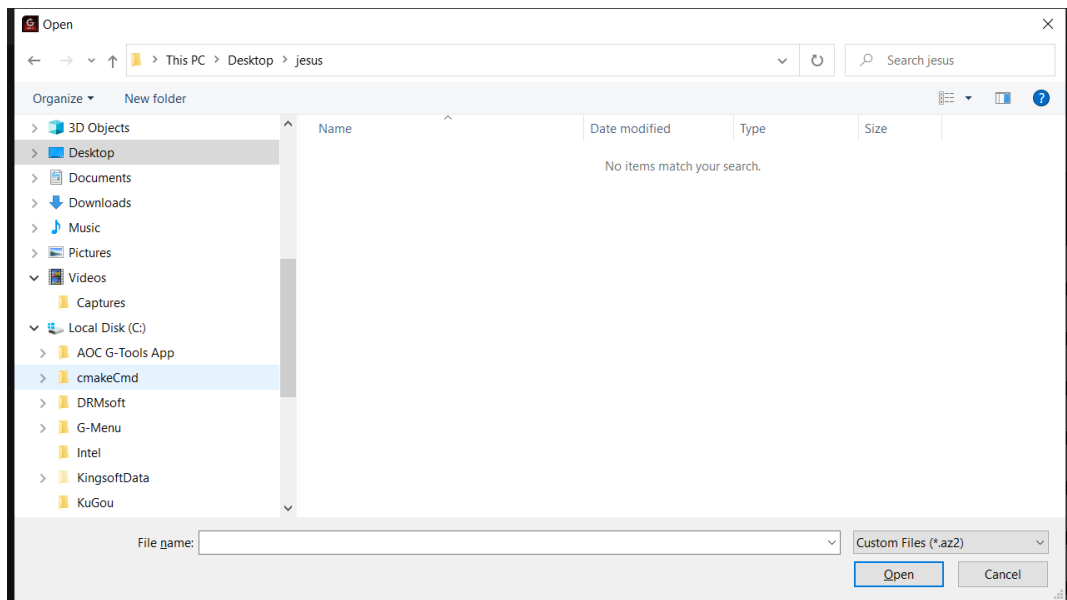 G Open
This PC > Desktop > jesus
Search jesus
Organize
New folder
?
Name
Date modified
Type
Size
3D Objects
Desktop
Documents
Downloads
Music
Pictures
Videos
Captures
Local Disk (C:)
AOC G-Tools App
cmakeCmd
DRMsoft
G-Menu
Intel
KingsoftData
KuGou
No items match your search.
File name:
Custom Files (*.az2)
Open
Cancel